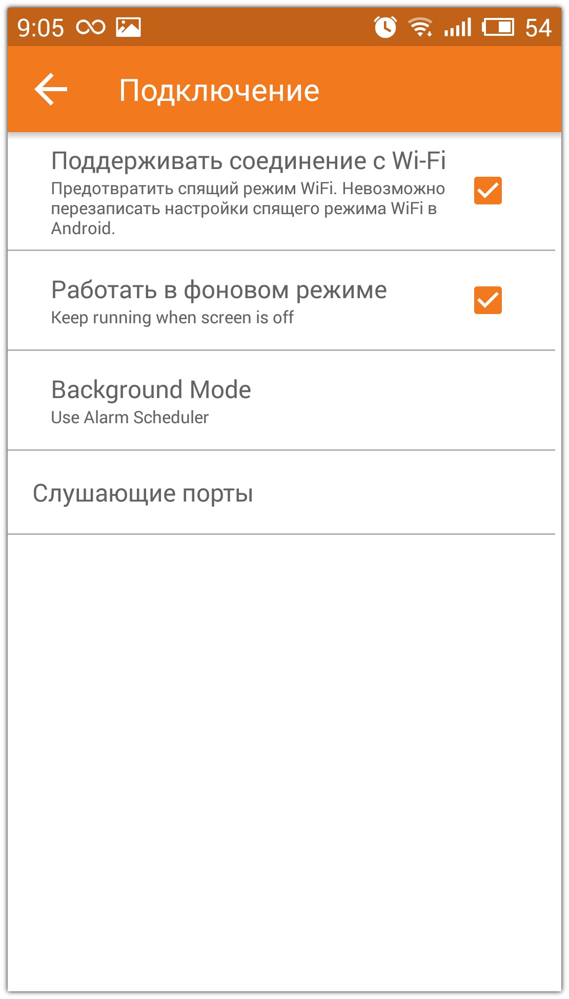 9:05 54
Подключение
Поддерживать соединение с Wi-Fi
Предотвратить спящий режим WiFi. Невозможно
перезаписать настройки спящего режима WiFi в
Android.
Работать в фоновом режиме
Keep running when screen is off
Background Mode
Use Alarm Scheduler
Слушающие порты